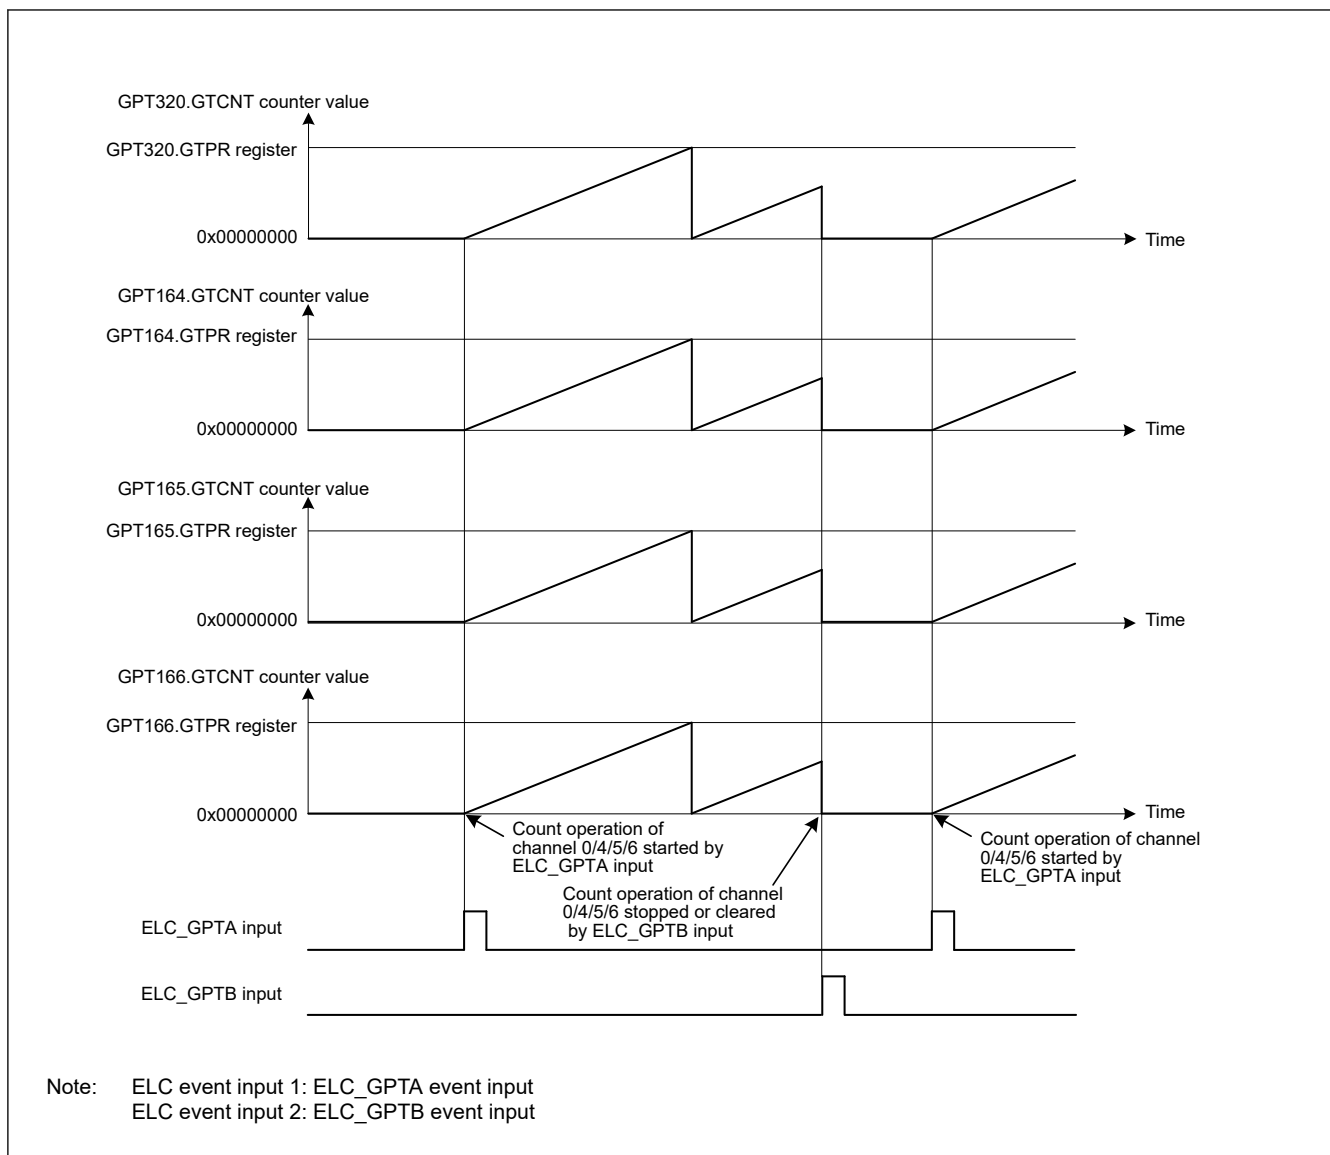 GPT320.GTCNT counter value
GPT320.GTPR register
0x00000000
Time
GPT164.GTCNT counter value
GPT164.GTPR register
0x00000000
Time
GPT165.GTCNT counter value
GPT165.GTPR register
0x00000000
Time
GPT166.GTCNT counter value
GPT166.GTPR register
0x00000000
Time
Count operation of
channel 0/4/5/6 started by
ELC_GPTA input
Count operation of channel
0/4/5/6 stopped or cleared
by ELC_GPTB input
Count operation of channel
0/4/5/6 started by
ELC_GPTA input
ELC_GPTA input
ELC_GPTB input
Note: ELC event input 1: ELC_GPTA event input
ELC event input 2: ELC_GPTB event input